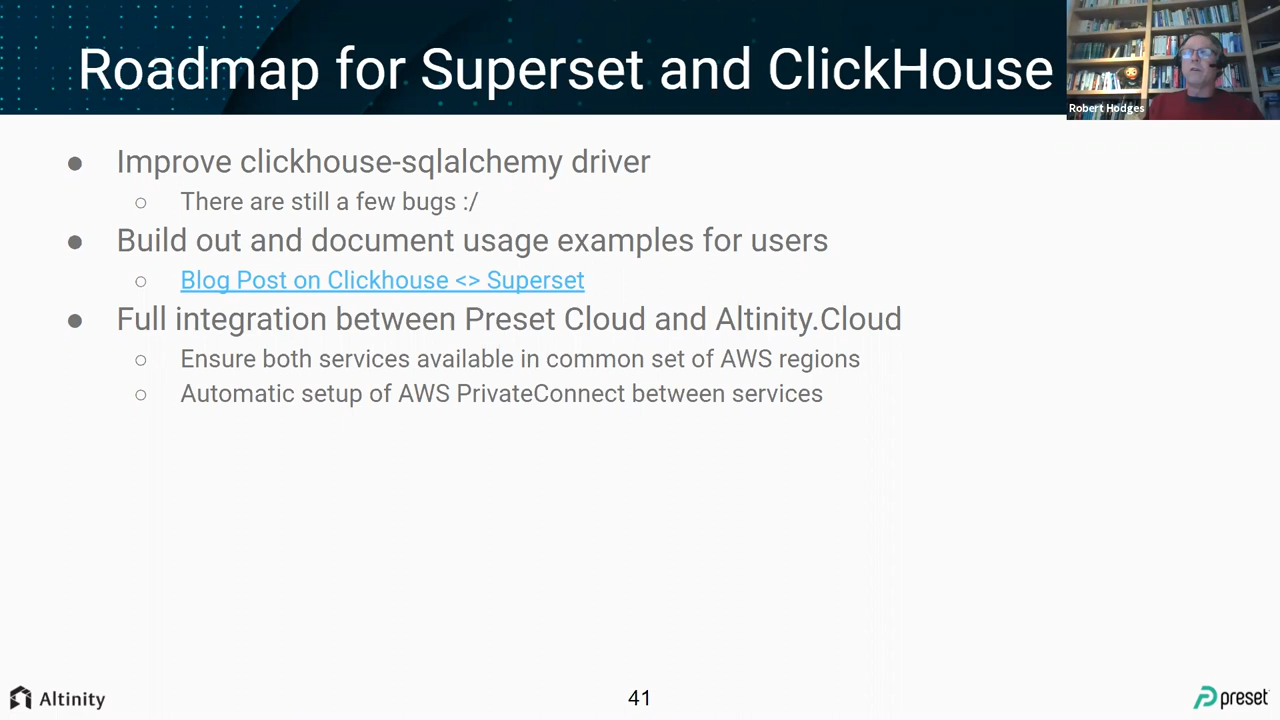 Roadmap for Superset and ClickHouse
Robert Hodges
● Improve clickhouse-sqlalchemy driver
○ There are still a few bugs :/
● Build out and document usage examples for users
○ Blog Post on Clickhouse <> Superset
● Full integration between Preset Cloud and Altinity.Cloud
○ Ensure both services available in common set of AWS regions
○ Automatic setup of AWS PrivateConnect between services
Altinity
41
preset